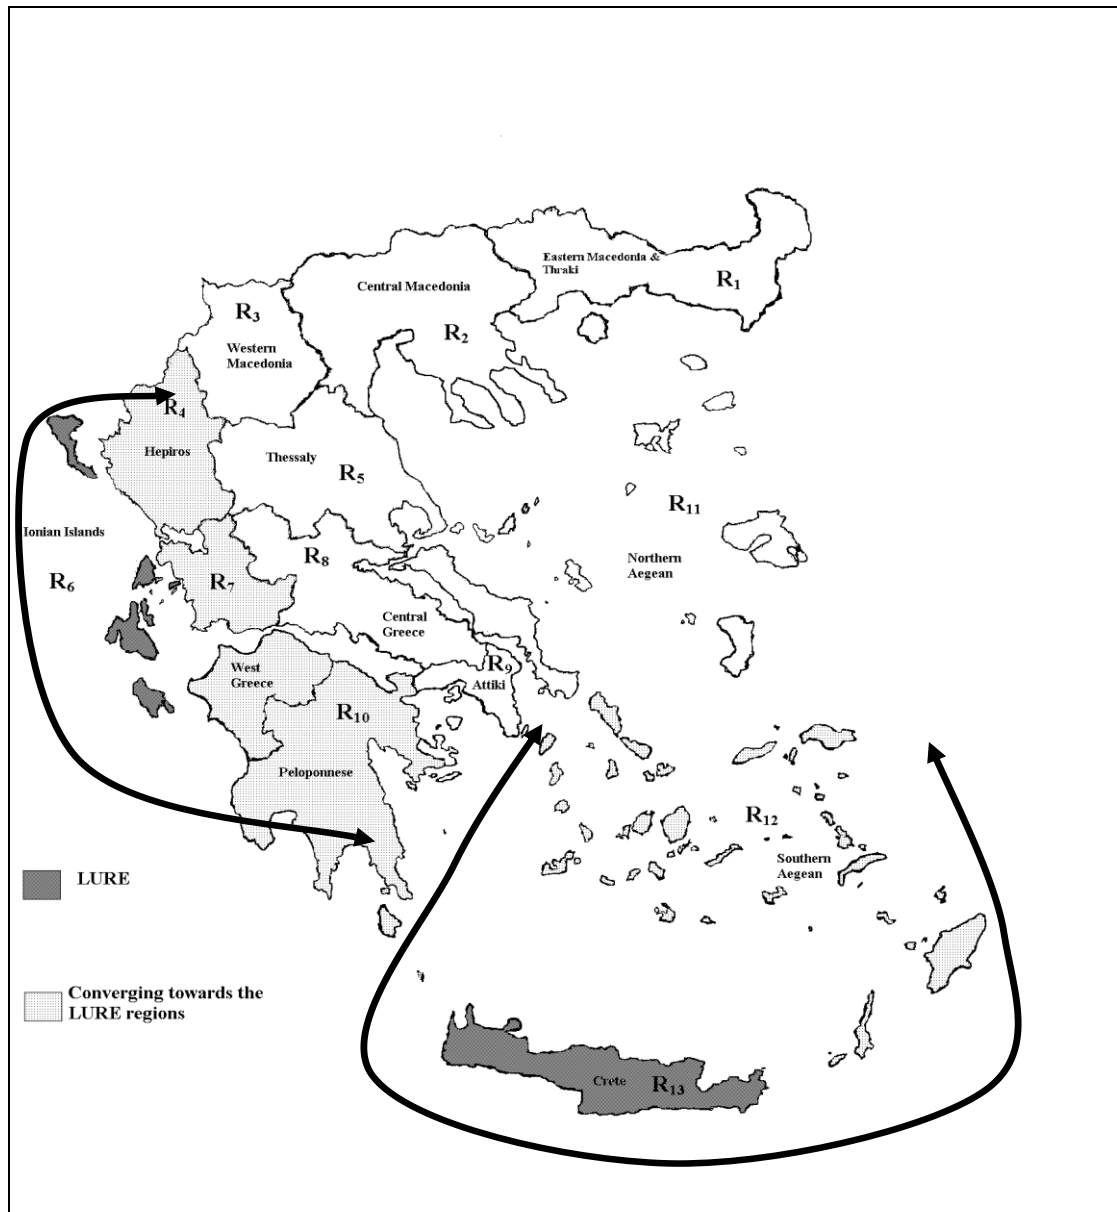 Eastern Macedonia &
Thraki
R1
Central Macedonia
R2
R3
Western
Macedonia
R4
Hepiros
Thessaly
R5
R11
Ionian Islands
R6
R7
R8
Northern
Aegean
Central
Greece
R9
Attiki
West
Greece
R10
Peloponnese
R12
Southern
Aegean
LURE
Converging towards the
LURE regions
Crete
R13